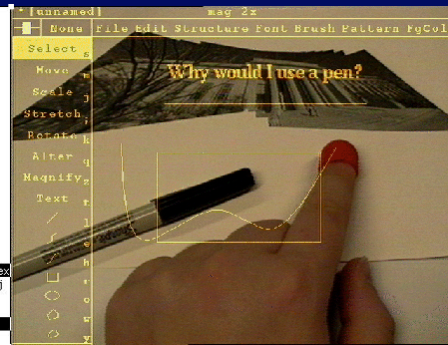 [unnamed] mag 2x
None File Edit Structure Font Brush Pattern FgCol
Select s
Move m
Scale
Stretch
Rotate
Alter
Magnify
Text
Why would I use a pen?